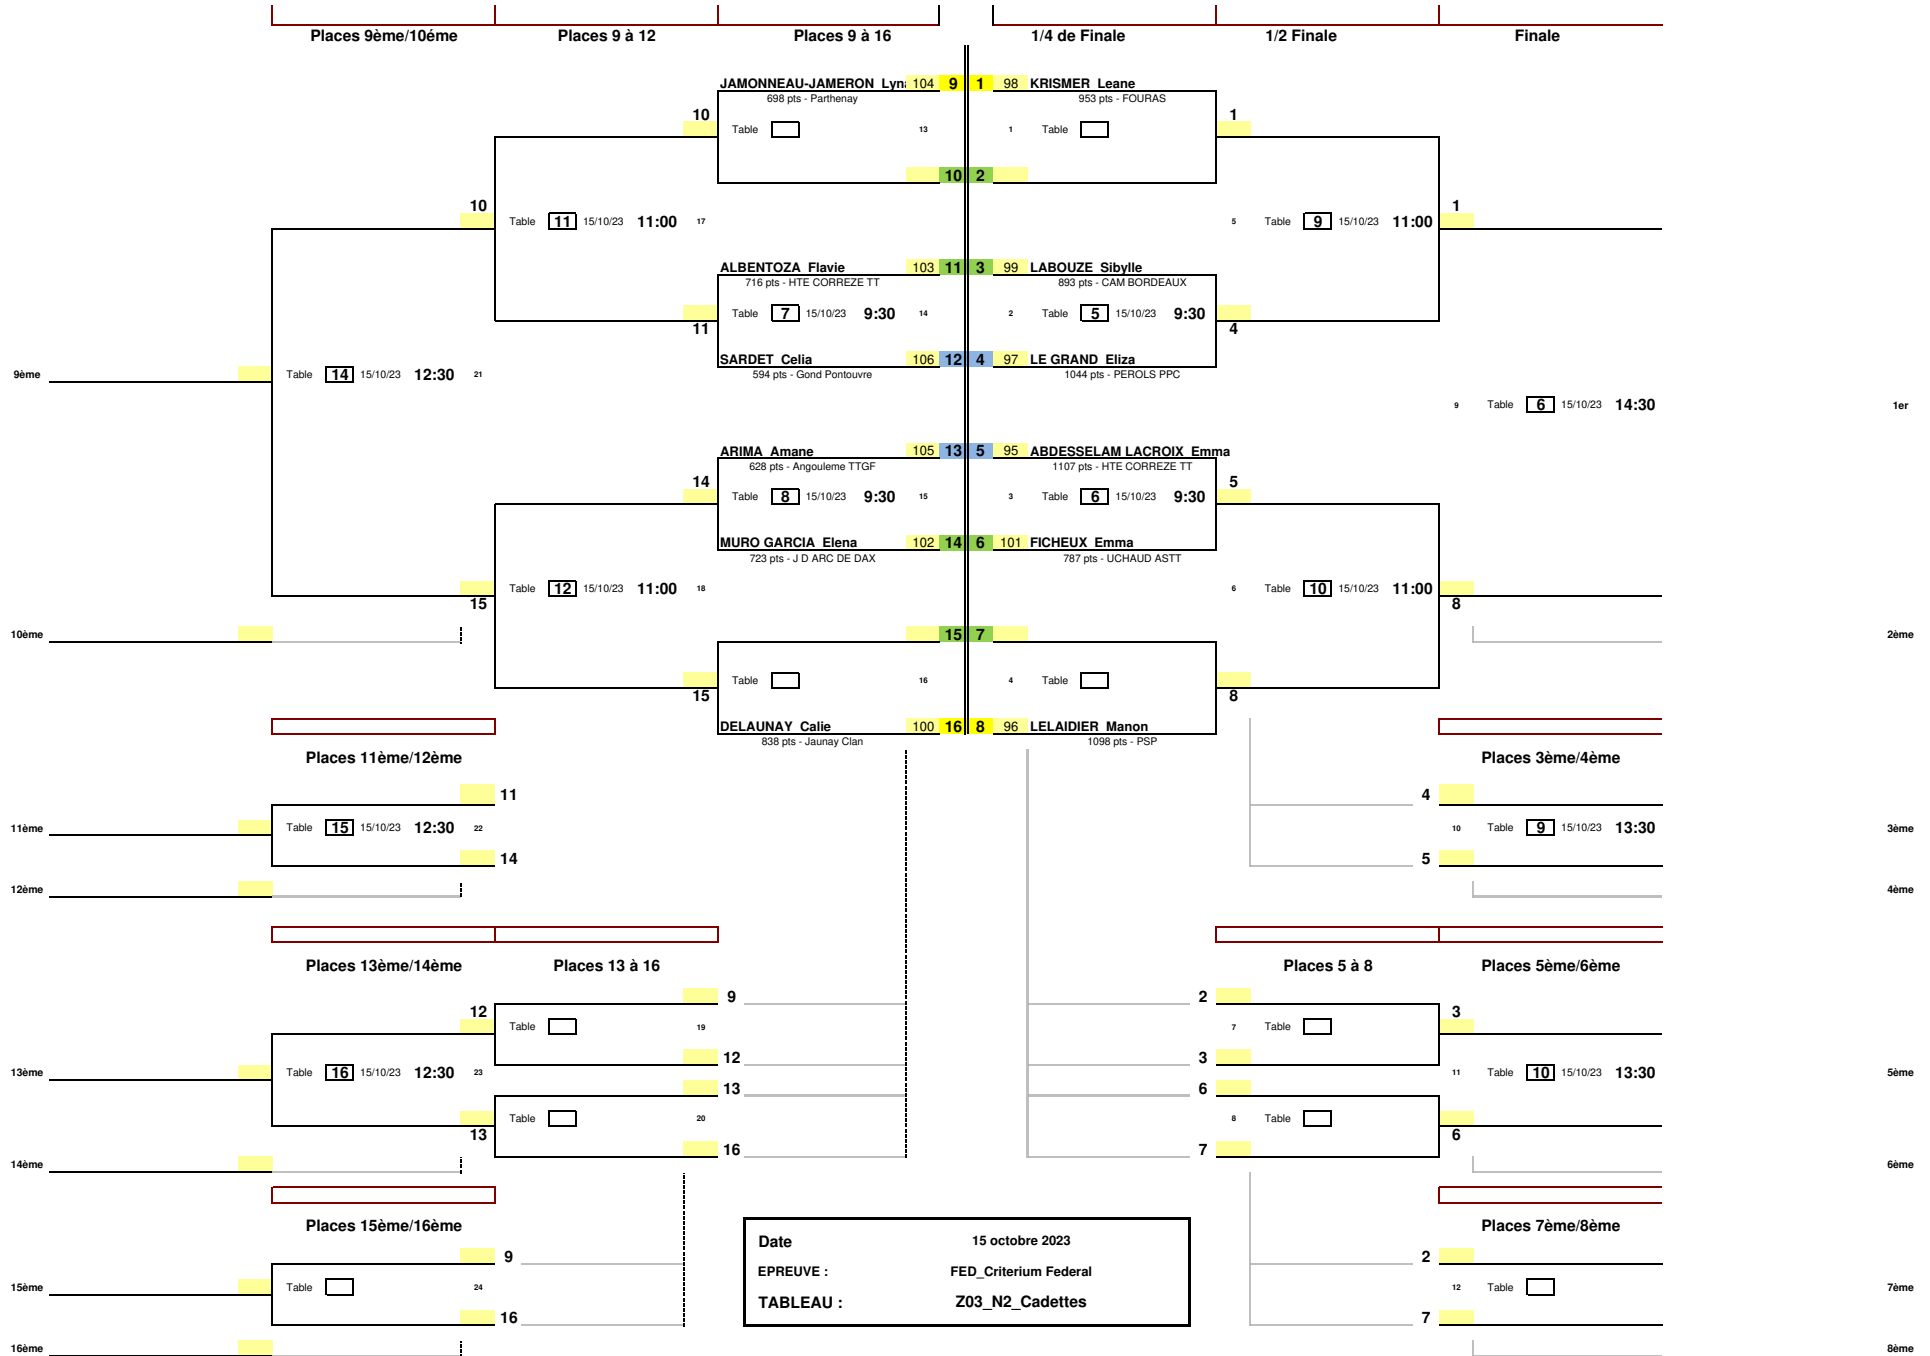 Places 9ème/10éme Places 9 à 12 Places 9 à 16 1/4 de Finale 1/2 Finale Finale
JAMONNEAU-JAMERON Lyn 104 9 1 98 KRISMER Leane
698 pts - Parthenay 953 pts - FOURAS
10 1
Table 13 1 Table
10 2
10 1
Table 11 15/10/23 11:00 17 5 Table 9 15/10/23 11:00
ALBENTOZA Flavie 103 11 3 99 LABOUZE Sibylle
716 pts - HTE CORREZE TT 893 pts - CAM BORDEAUX
Table 7 15/10/23 9:30 14 2 Table 5 15/10/23 9:30
11 4
SARDET Celia 106 12 4 97 LE GRAND Eliza
594 pts - Gond Pontouvre 1044 pts - PEROLS PPC
9ème Table 14 15/10/23 12:30 21
9 Table 6 15/10/23 14:30 1er
ARIMA Amane 105 13 5 95 ABDESSELAM LACROIX Emma
628 pts - Angouleme TTGF 1107 pts - HTE CORREZE TT
14 5
Table 8 15/10/23 9:30 15 3 Table 6 15/10/23 9:30
MURO GARCIA Elena 102 14 6 101 FICHEUX Emma
723 pts - J D ARC DE DAX 787 pts - UCHAUD ASTT
Table 12 15/10/23 11:00 18 6 Table 10 15/10/23 11:00
15 8
10ème 15 7 2ème
Table 16 4 Table
15 8
DELAUNAY Calie 100 16 8 96 LELAIDIER Manon
838 pts - Jaunay Clan 1098 pts - PSP
Places 11ème/12ème Places 3ème/4ème
11 4
11ème Table 15 15/10/23 12:30 22 10 Table 9 15/10/23 13:30 3ème
14 5
12ème 4ème
Places 13ème/14ème Places 13 à 16 Places 5 à 8 Places 5ème/6ème
9 2
12 3
Table 19 7 Table
12 3
13ème Table 16 15/10/23 12:30 23 11 Table 10 15/10/23 13:30 5ème
13 6
Table 20 8 Table
13 6
16 7
14ème 6ème
Places 15ème/16ème Places 7ème/8ème
Date 15 octobre 2023
9 2
EPREUVE : FED_Criterium Federal
15ème Table 24 12 Table 7ème
TABLEAU : Z03_N2_Cadettes
16 7
16ème 8ème